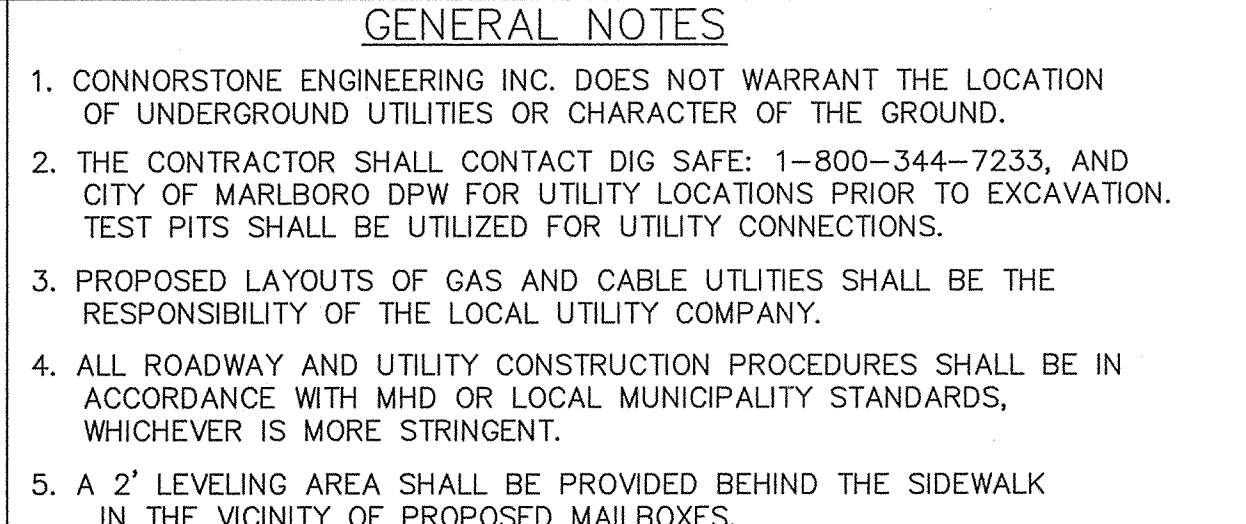 GENERAL NOTES
1. CONNORSTONE ENGINEERING INC. DOES NOT WARRANT THE LOCATION
OF UNDERGROUND UTILITIES OR CHARACTER OF THE GROUND.
2. THE CONTRACTOR SHALL CONTACT DIG SAFE: 1-800-344-7233, AND
CITY OF MARLBORO DPW FOR UTILITY LOCATIONS PRIOR TO EXCAVATION.
TEST PITS SHALL BE UTILIZED FOR UTILITY CONNECTIONS.
3. PROPOSED LAYOUTS OF GAS AND CABLE UTLITIES SHALL BE THE
RESPONSIBILITY OF THE LOCAL UTILITY COMPANY.
4. ALL ROADWAY AND UTILITY CONSTRUCTION PROCEDURES SHALL BE IN
ACCORDANCE WITH MHD OR LOCAL MUNICIPALITY STANDARDS,
WHICHEVER IS MORE STRINGENT.
5. A 2' LEVELING AREA SHALL BE PROVIDED BEHIND THE SIDEWALK
IN THE VICINITY OF PROPOSED MAILBOXES.